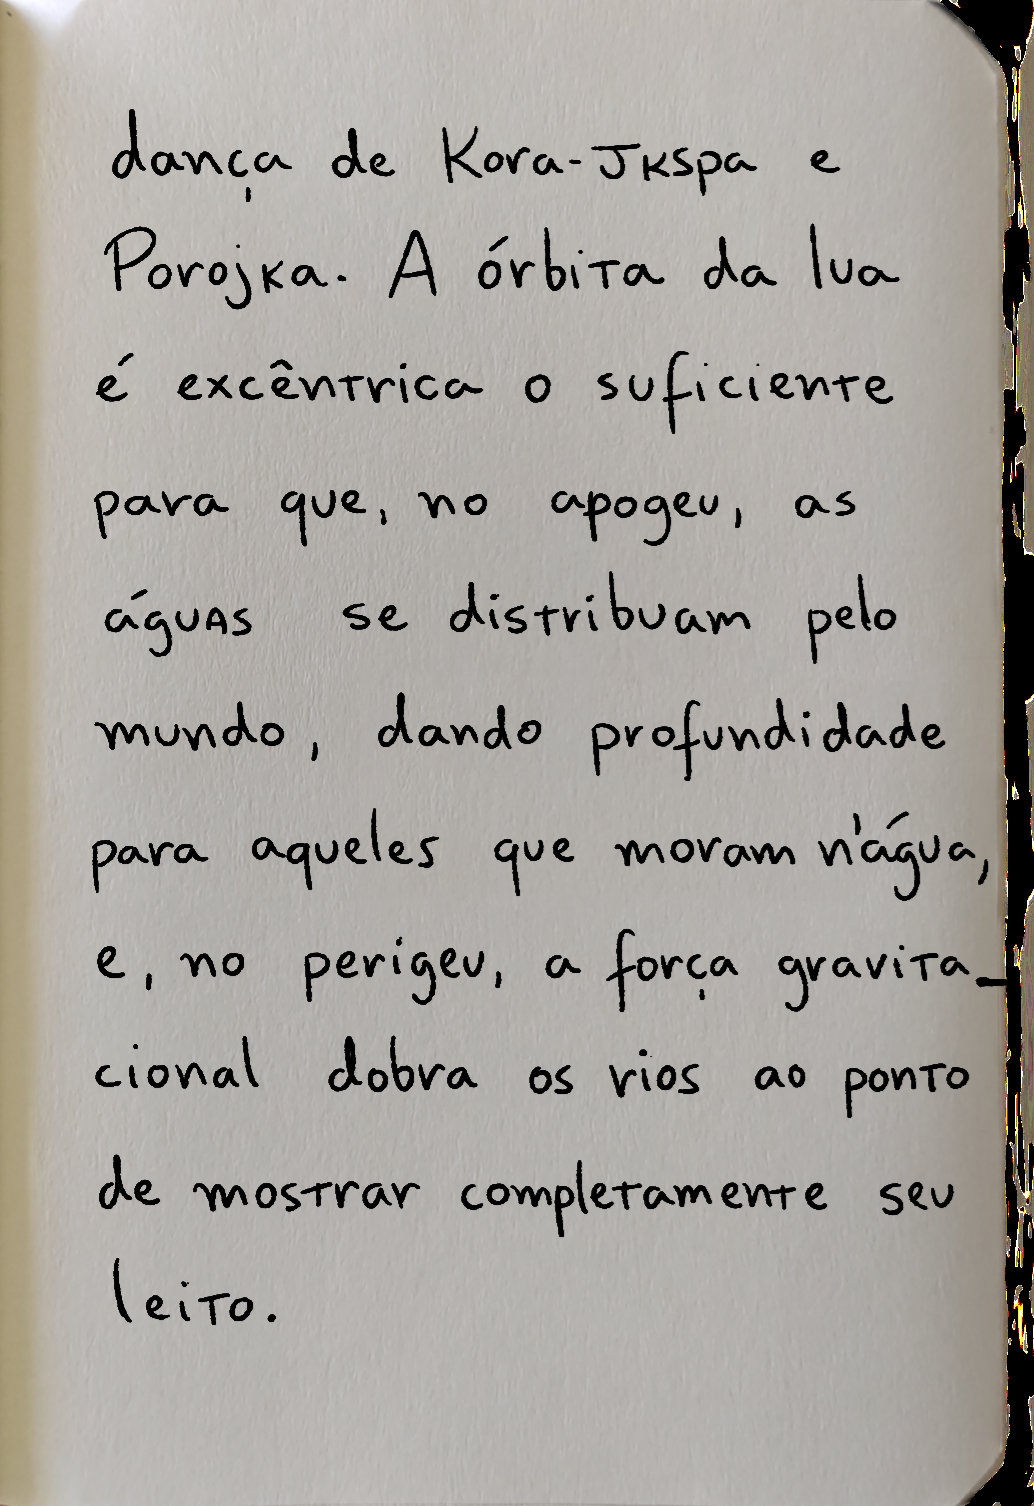 dança de Kora-Jkspa e
Porojka. A órbita da lua
é excêntrica o suficiente
para que, no apogeu, as
águas se distribuam pelo
mundo, dando profundidade
para aqueles que moram n'água,
e, no perigeu, a força gravita-
cional dobra os rios ao ponto
de mostrar completamente seu
leito.